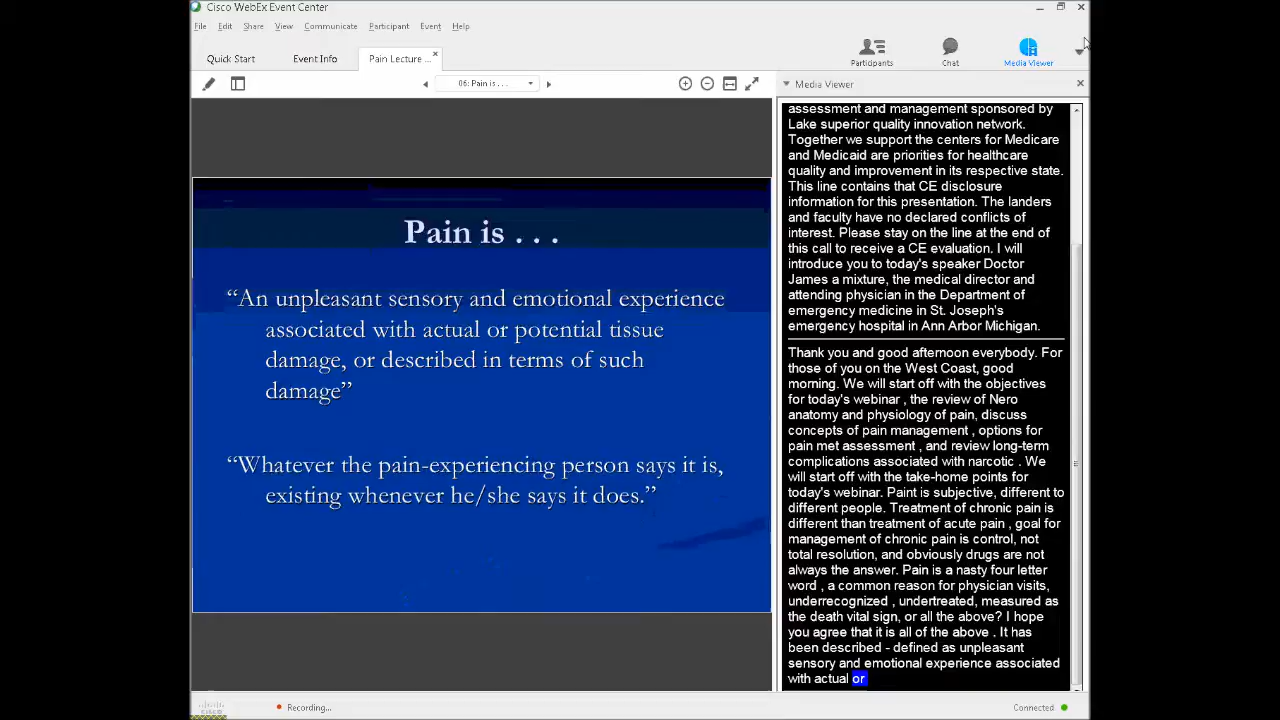 Cisco WebEx Event Center
File Edit Share View Communicate Participant Event Help
Quick Start Event Info Pain Lecture ...
Participants Chat Media Viewer
06: Pain is . . .
Media Viewer
Pain is . . .
“An unpleasant sensory and emotional experience
associated with actual or potential tissue
damage, or described in terms of such
damage”
“Whatever the pain-experiencing person says it is,
existing whenever he/she says it does.”
assessment and management sponsored by
Lake superior quality innovation network.
Together we support the centers for Medicare
and Medicaid are priorities for healthcare
quality and improvement in its respective state.
This line contains that CE disclosure
information for this presentation. The landers
and faculty have no declared conflicts of
interest. Please stay on the line at the end of
this call to receive a CE evaluation. I will
introduce you to today's speaker Doctor
James a mixture, the medical director and
attending physician in the Department of
emergency medicine in St. Joseph's
emergency hospital in Ann Arbor Michigan.
Thank you and good afternoon everybody. For
those of you on the West Coast, good
morning. We will start off with the objectives
for today's webinar , the review of Nero
anatomy and physiology of pain, discuss
concepts of pain management , options for
pain met assessment , and review long-term
complications associated with narcotic . We
will start off with the take-home points for
today's webinar. Paint is subjective, different to
different people. Treatment of chronic pain is
different than treatment of acute pain , goal for
management of chronic pain is control, not
total resolution, and obviously drugs are not
always the answer. Pain is a nasty four letter
word , a common reason for physician visits,
underrecognized , undertreated, measured as
the death vital sign, or all the above? I hope
you agree that it is all of the above . It has
been described - defined as unpleasant
sensory and emotional experience associated
with actual or
Recording...
Connected